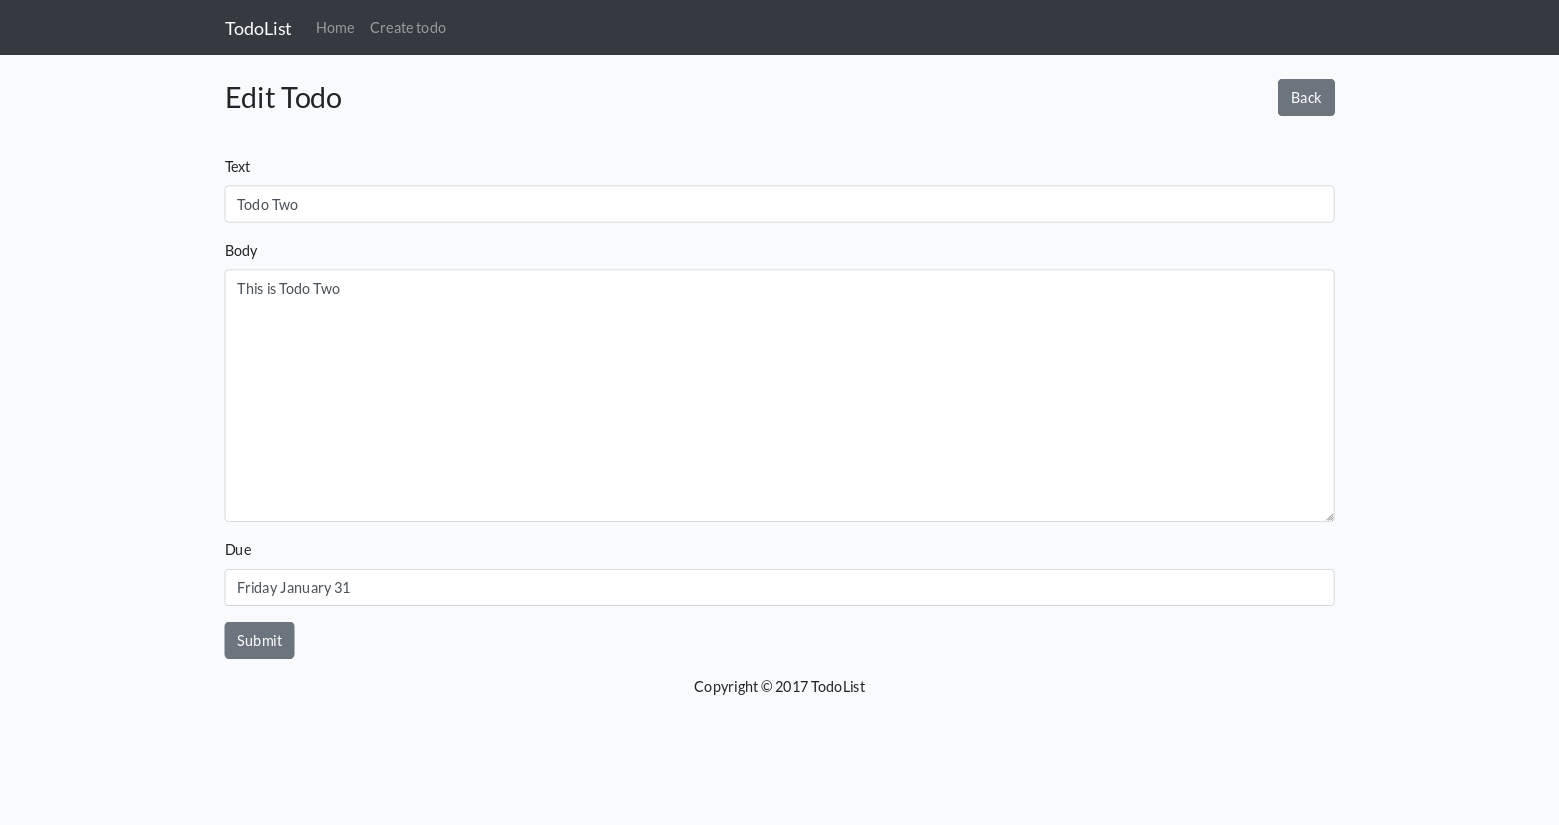 TodoList Home Create todo
Edit Todo Back
Text
Todo Two
Body
This is Todo Two
Due
Friday January 31
Submit
Copyright © 2017 TodoList